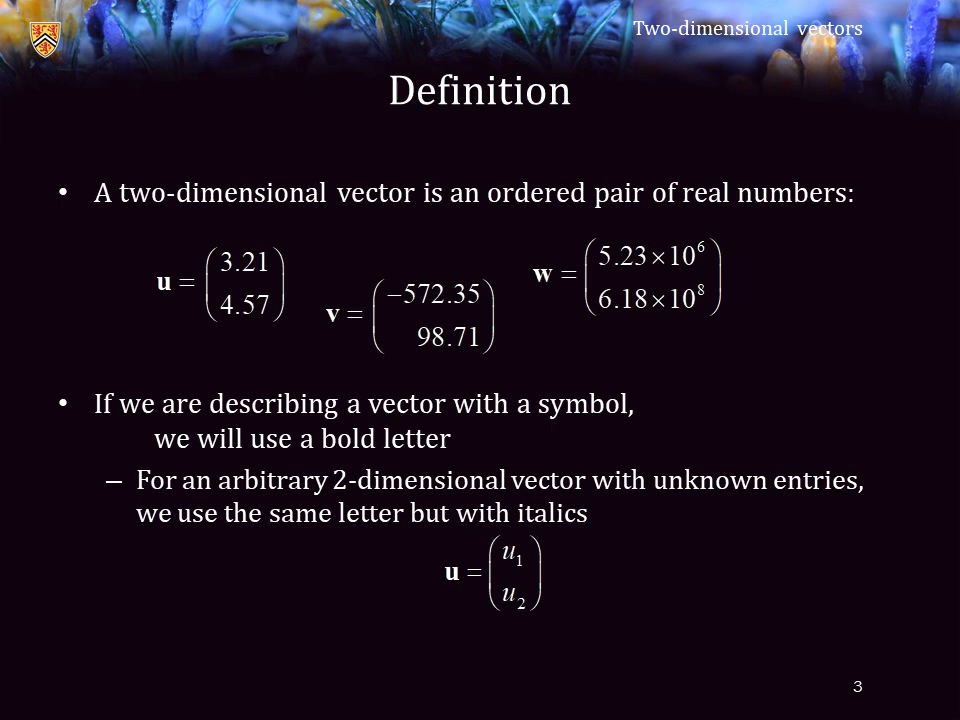 Two-dimensional vectors
Definition
• A two-dimensional vector is an ordered pair of real numbers:
u = (3.21
4.57)
v = (−572.35
98.71)
w = (5.23 × 10⁶
6.18 × 10⁸)
• If we are describing a vector with a symbol,
we will use a bold letter
– For an arbitrary 2-dimensional vector with unknown entries,
we use the same letter but with italics
u = (u₁
u₂)
3